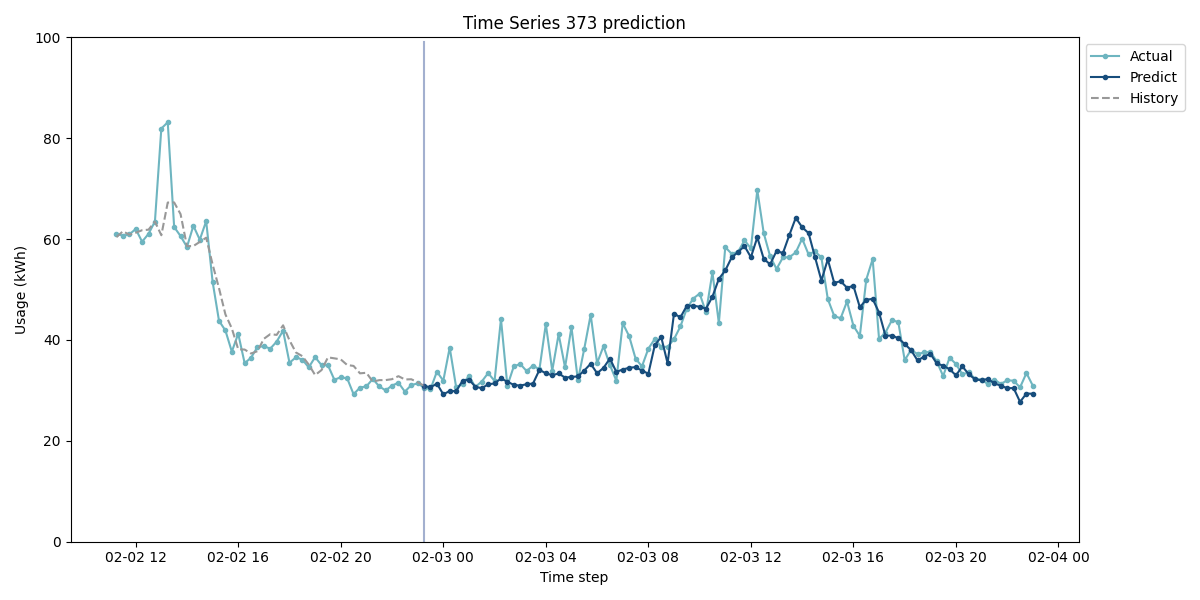 Time Series 373 prediction
Usage (kWh)
100
80
60
40
20
0
02-02 12
02-02 16
02-02 20
02-03 00
02-03 04
02-03 08
02-03 12
02-03 16
02-03 20
02-04 00
Time step
Actual
Predict
History